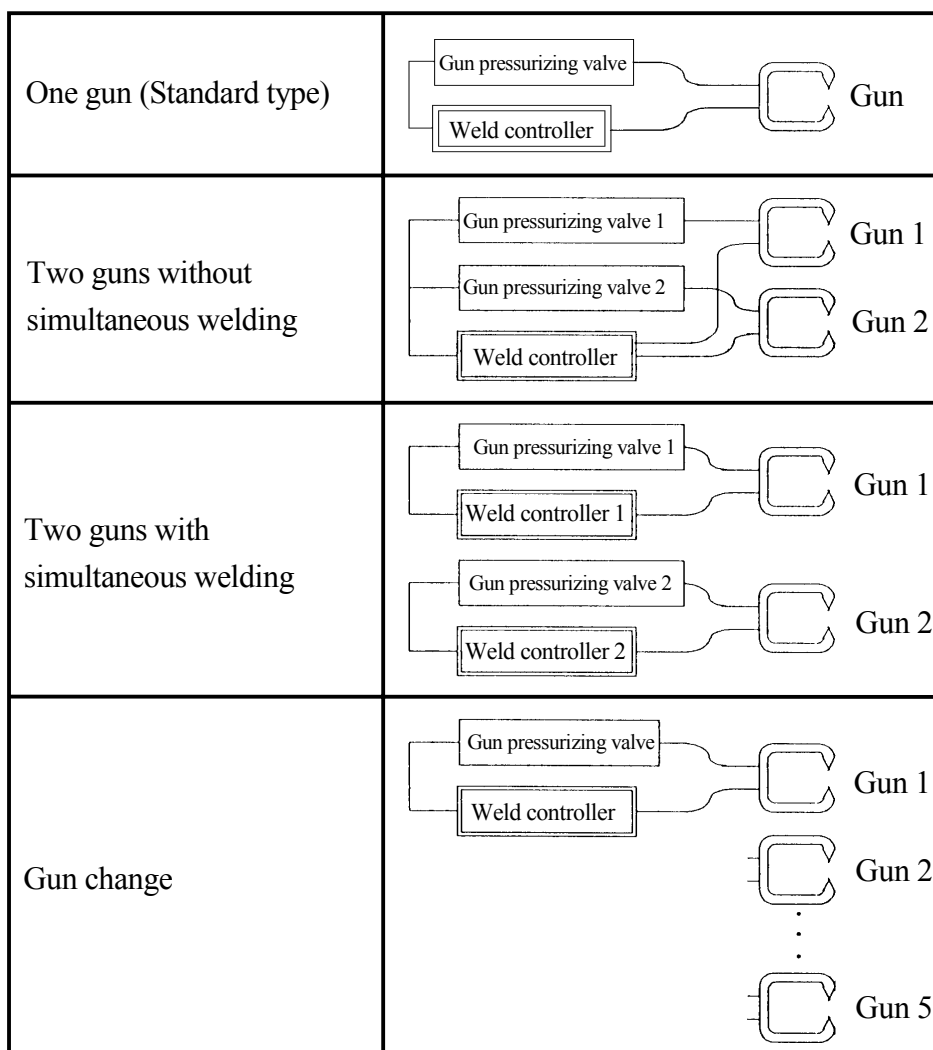 One gun (Standard type)
Gun pressurizing valve
Weld controller
Gun
Two guns without
simultaneous welding
Gun pressurizing valve 1
Gun pressurizing valve 2
Weld controller
Gun 1
Gun 2
Two guns with
simultaneous welding
Gun pressurizing valve 1
Weld controller 1
Gun 1
Gun pressurizing valve 2
Weld controller 2
Gun 2
Gun change
Gun pressurizing valve
Weld controller
Gun 1
Gun 2
Gun 5